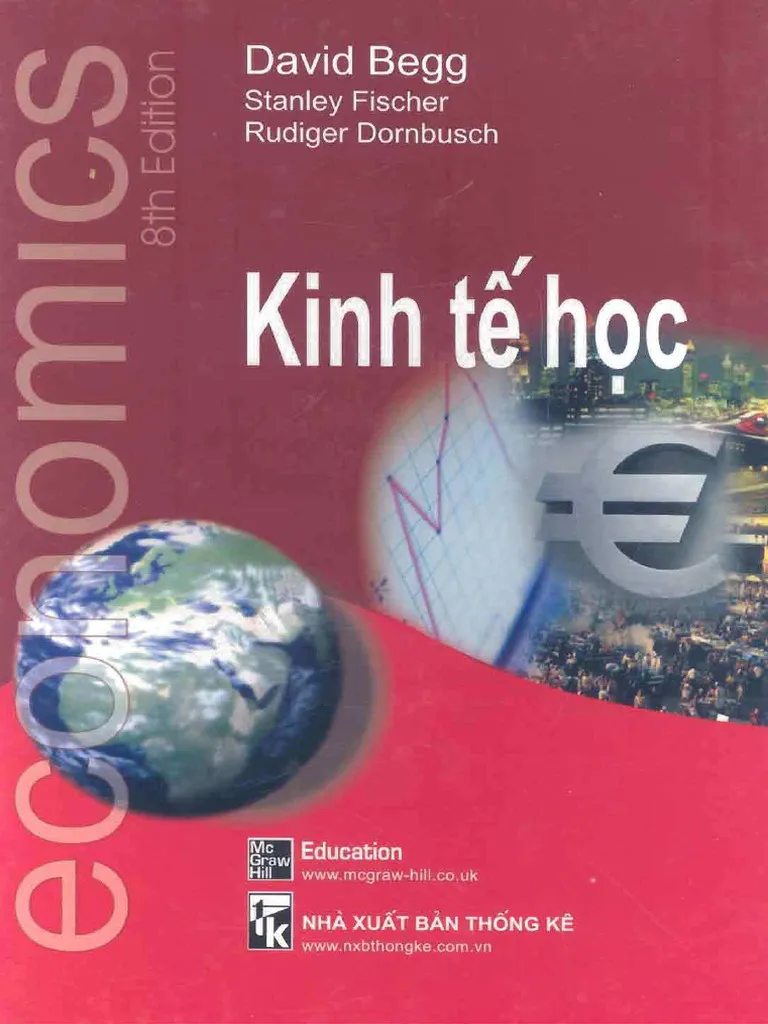 David Begg
Stanley Fischer
Rudiger Dornbusch
economics
8th Edition
Kinh tế học
Mc
Graw
Hill
Education
www.mcgraw-hill.co.uk
tk
NHÀ XUẤT BẢN THỐNG KÊ
www.nxbthongke.com.vn